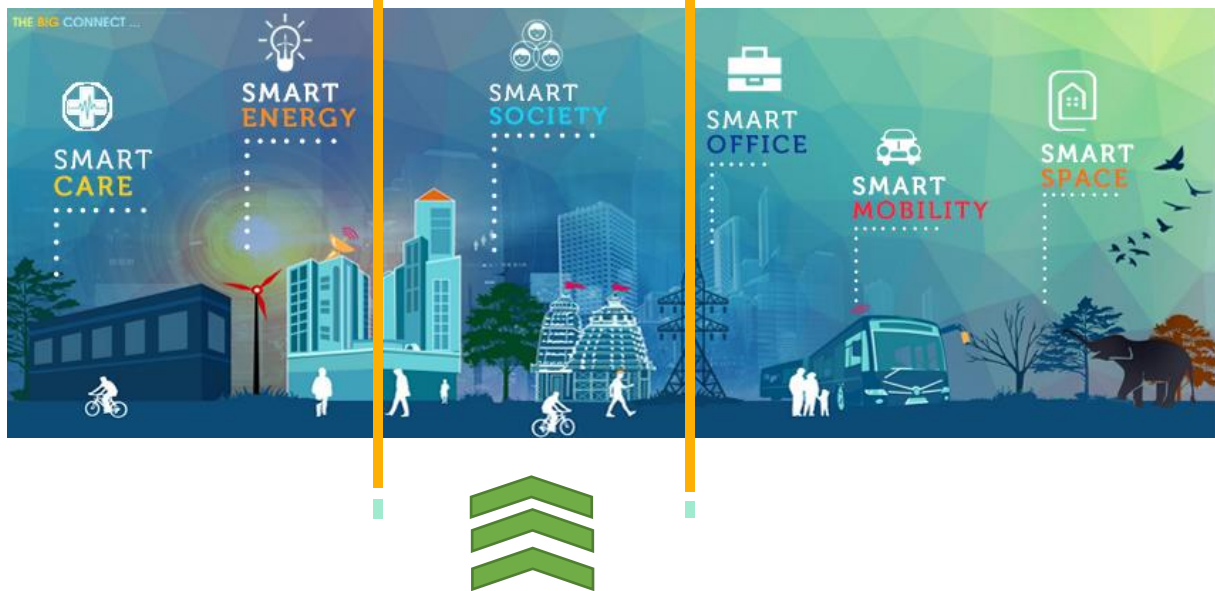 THE BIG CONNECT ...
SMART
CARE
SMART
ENERGY
SMART
SOCIETY
SMART
OFFICE
SMART
MOBILITY
SMART
SPACE